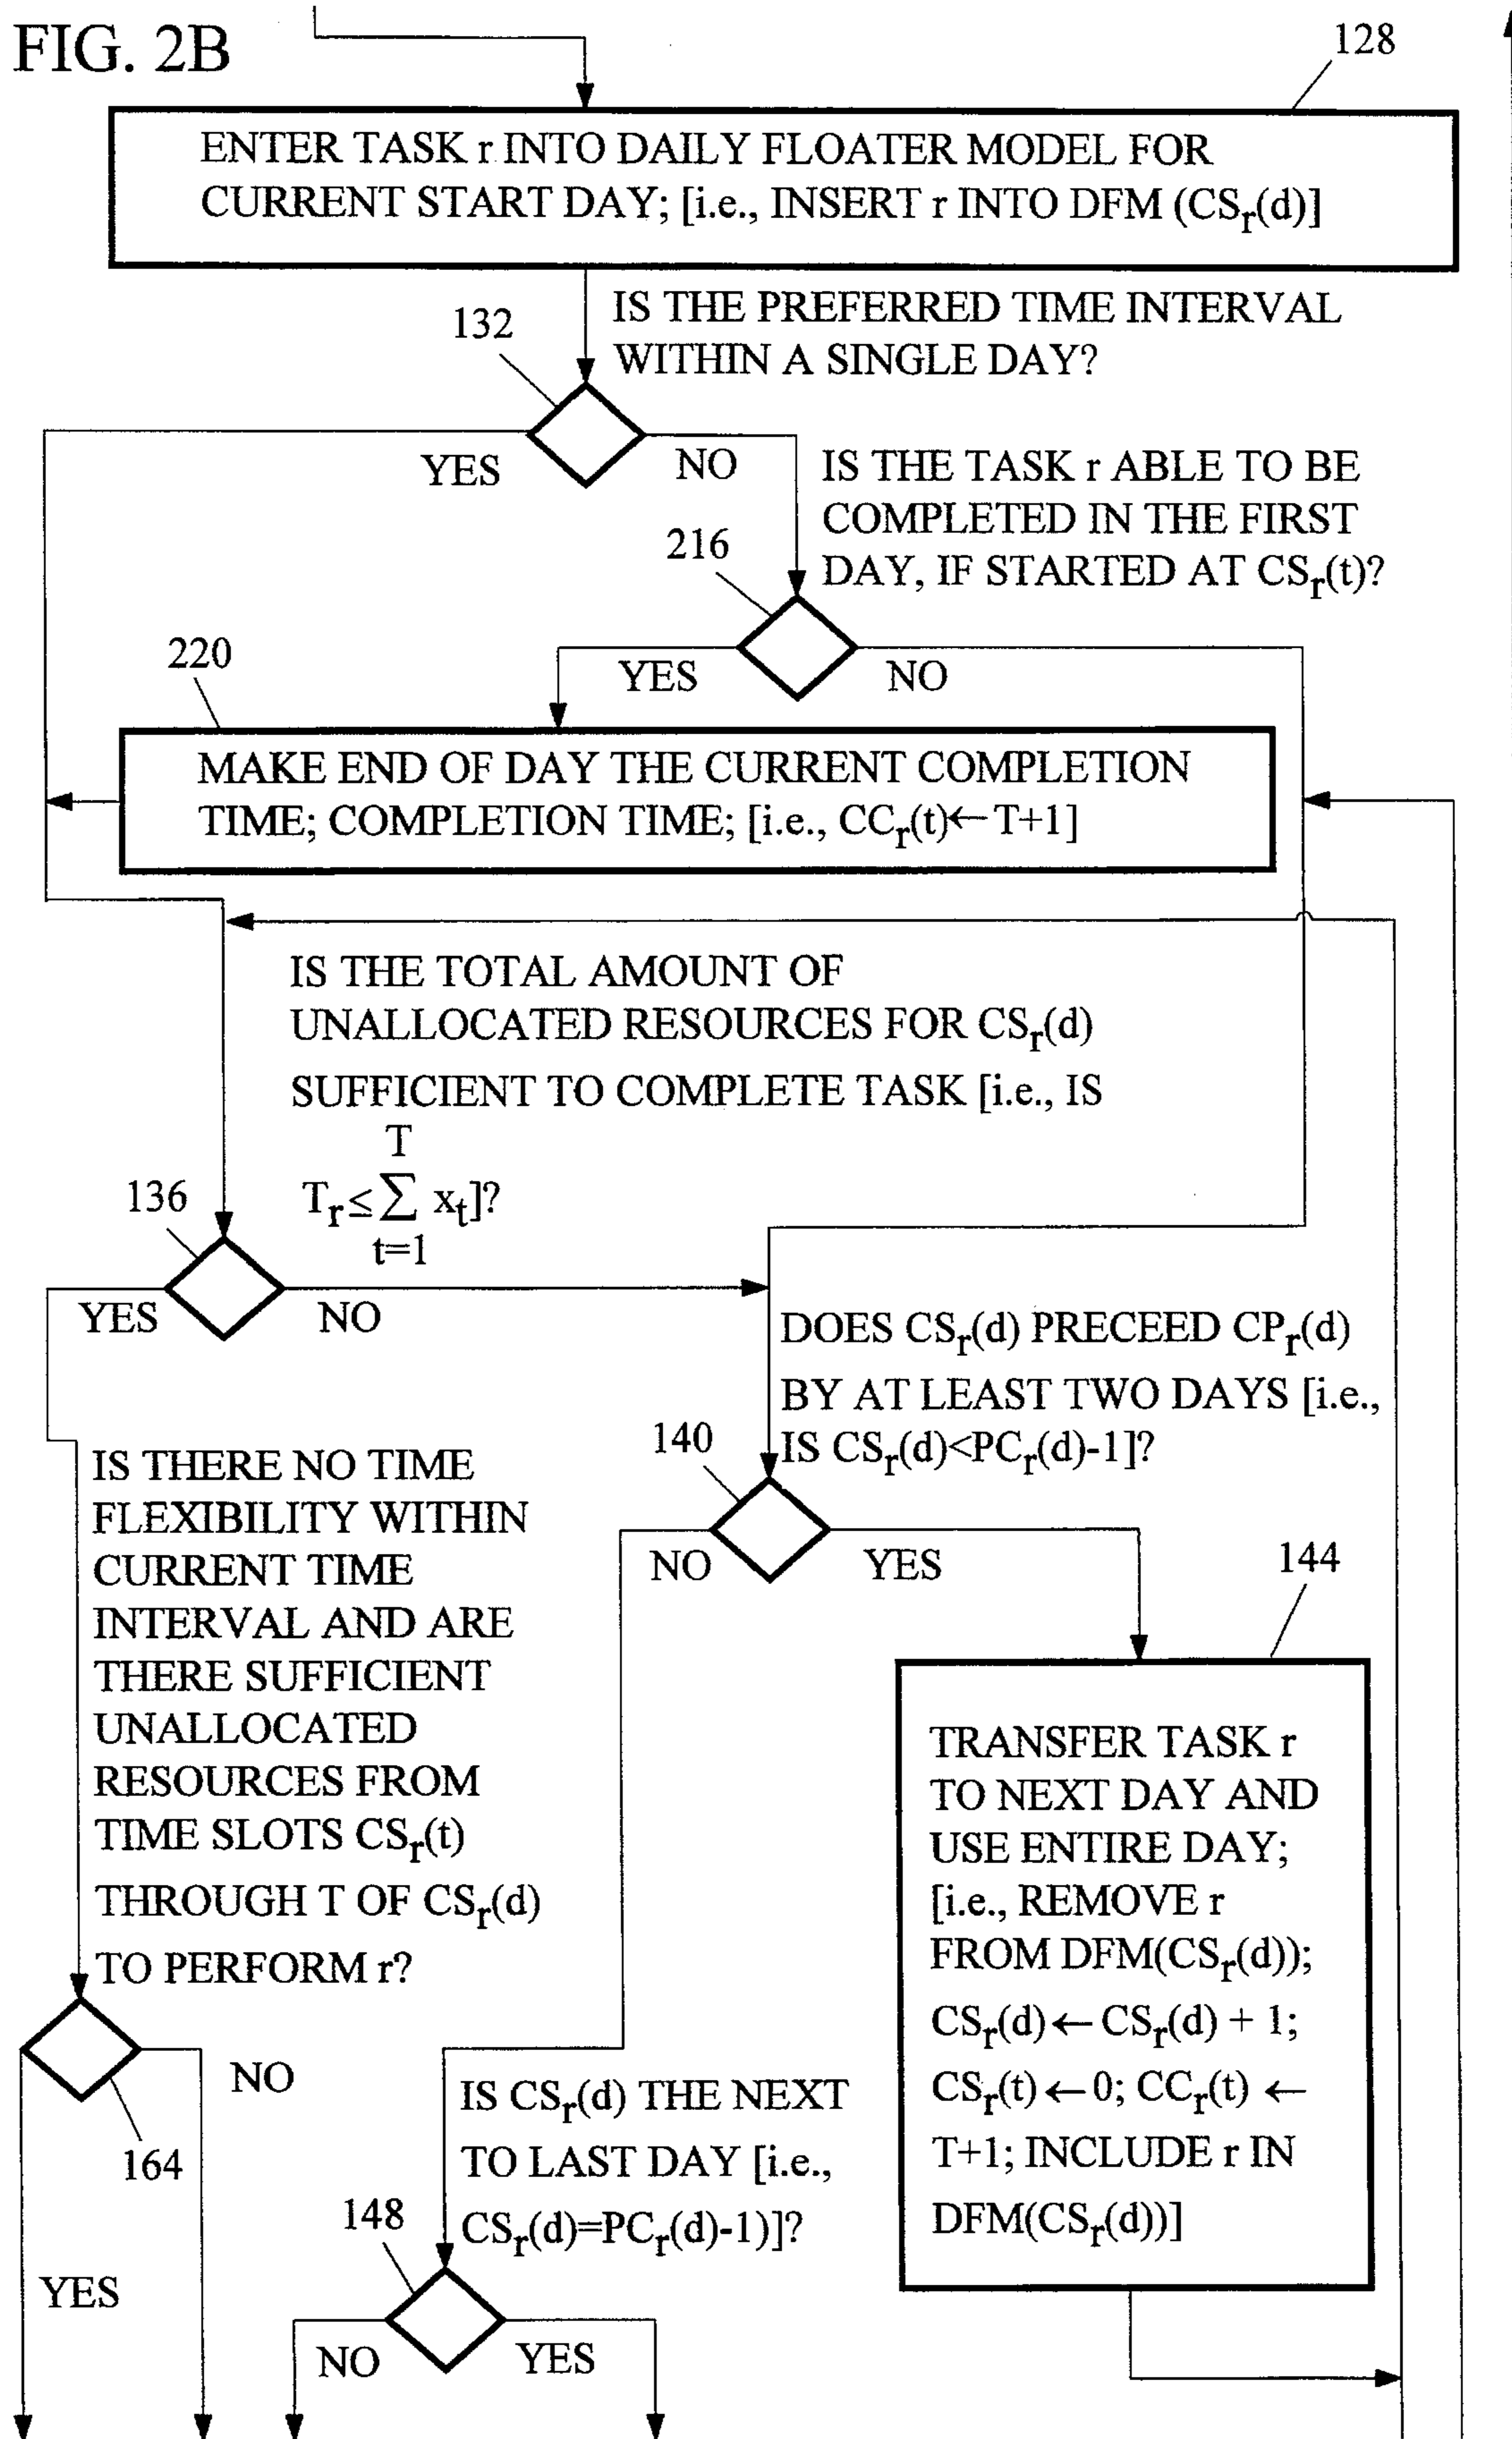 FIG. 2B
128
ENTER TASK r INTO DAILY FLOATER MODEL FOR
CURRENT START DAY; [i.e., INSERT r INTO DFM (CSr(d)]
IS THE PREFERRED TIME INTERVAL
WITHIN A SINGLE DAY?
132
YES
NO
IS THE TASK r ABLE TO BE
COMPLETED IN THE FIRST
DAY, IF STARTED AT CSr(t)?
216
YES
NO
220
MAKE END OF DAY THE CURRENT COMPLETION
TIME; COMPLETION TIME; [i.e., CCr(t)←T+1]
IS THE TOTAL AMOUNT OF
UNALLOCATED RESOURCES FOR CSr(d)
SUFFICIENT TO COMPLETE TASK [i.e., IS
T
Tr≤∑ xt]?
t=1
136
YES
NO
DOES CSr(d) PRECEED CPr(d)
BY AT LEAST TWO DAYS [i.e.,
IS CSr(d)<PCr(d)-1]?
140
NO
YES
IS THERE NO TIME
FLEXIBILITY WITHIN
CURRENT TIME
INTERVAL AND ARE
THERE SUFFICIENT
UNALLOCATED
RESOURCES FROM
TIME SLOTS CSr(t)
THROUGH T OF CSr(d)
TO PERFORM r?
144
TRANSFER TASK r
TO NEXT DAY AND
USE ENTIRE DAY;
[i.e., REMOVE r
FROM DFM(CSr(d));
CSr(d)←CSr(d) + 1;
CSr(t)←0; CCr(t) ←
T+1; INCLUDE r IN
DFM(CSr(d))]
NO
164
YES
IS CSr(d) THE NEXT
TO LAST DAY [i.e.,
CSr(d)=PCr(d)-1)]?
148
NO
YES